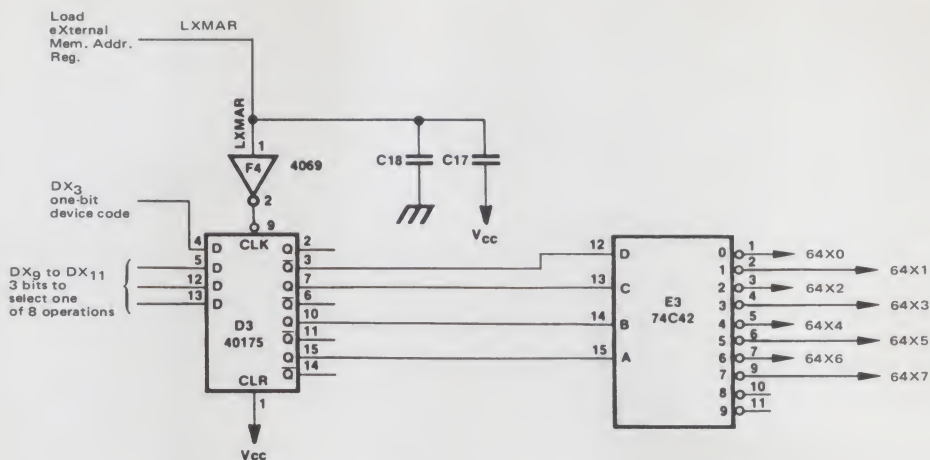 Load
eXternal
Mem. Addr.
Reg.
LXMAR
LXMAR
1
F4
4069
2
C18
C17
Vcc
9
DX3
one-bit
device code
DX9 to DX11
3 bits to
select one
of 8 operations
4 D
5 D
12 D
13 D
CLK
D3
40175
CLR
1
Vcc
Q 2
Q 3
Q 7
Q 6
Q 10
Q 11
Q 15
Q 14
12 D
13 C
14 B
15 A
E3
74C42
0 1 64X0
1 2 64X1
2 3 64X2
3 4 64X3
4 5 64X4
5 6 64X5
6 7 64X6
7 9 64X7
8 10
9 11